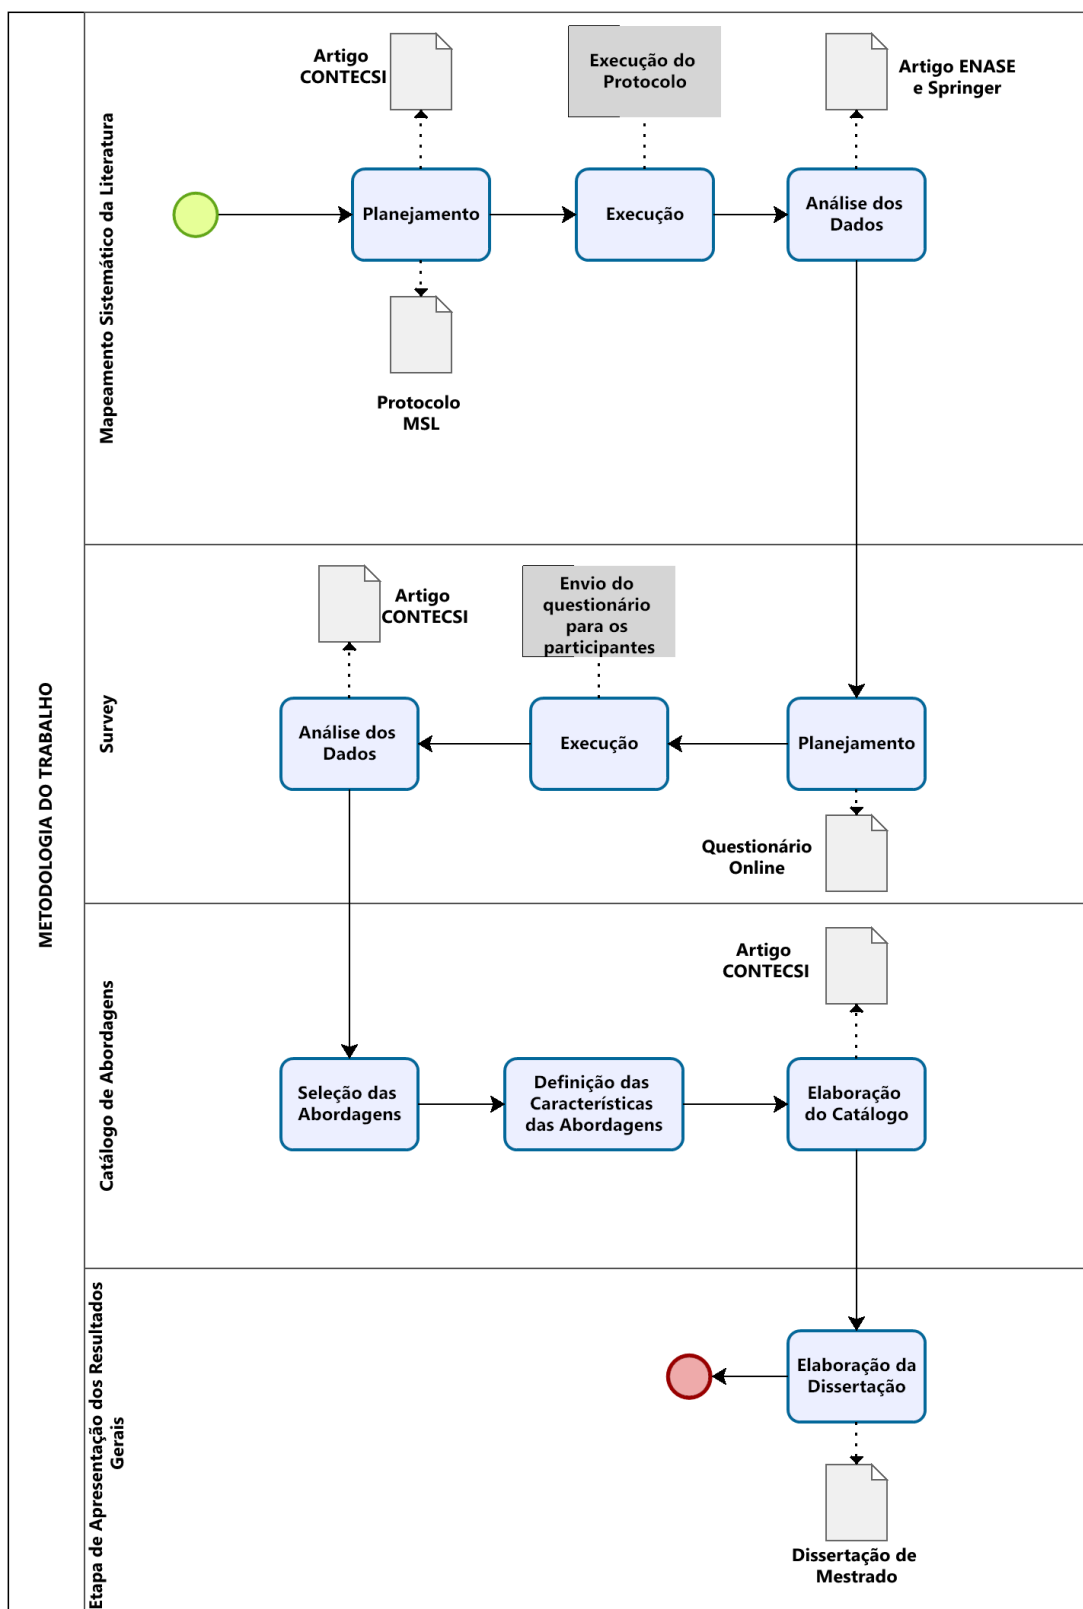 METODOLOGIA DO TRABALHO
Mapeamento Sistemático da Literatura
Artigo
CONTECSI
Execução do
Protocolo
Artigo ENASE
e Springer
Planejamento
Execução
Análise dos
Dados
Protocolo
MSL
Survey
Artigo
CONTECSI
Envio do
questionário
para os
participantes
Análise dos
Dados
Execução
Planejamento
Questionário
Online
Catálogo de Abordagens
Artigo
CONTECSI
Seleção das
Abordagens
Definição das
Características
das Abordagens
Elaboração
do Catálogo
Etapa de Apresentação dos Resultados
Gerais
Elaboração da
Dissertação
Dissertação de
Mestrado